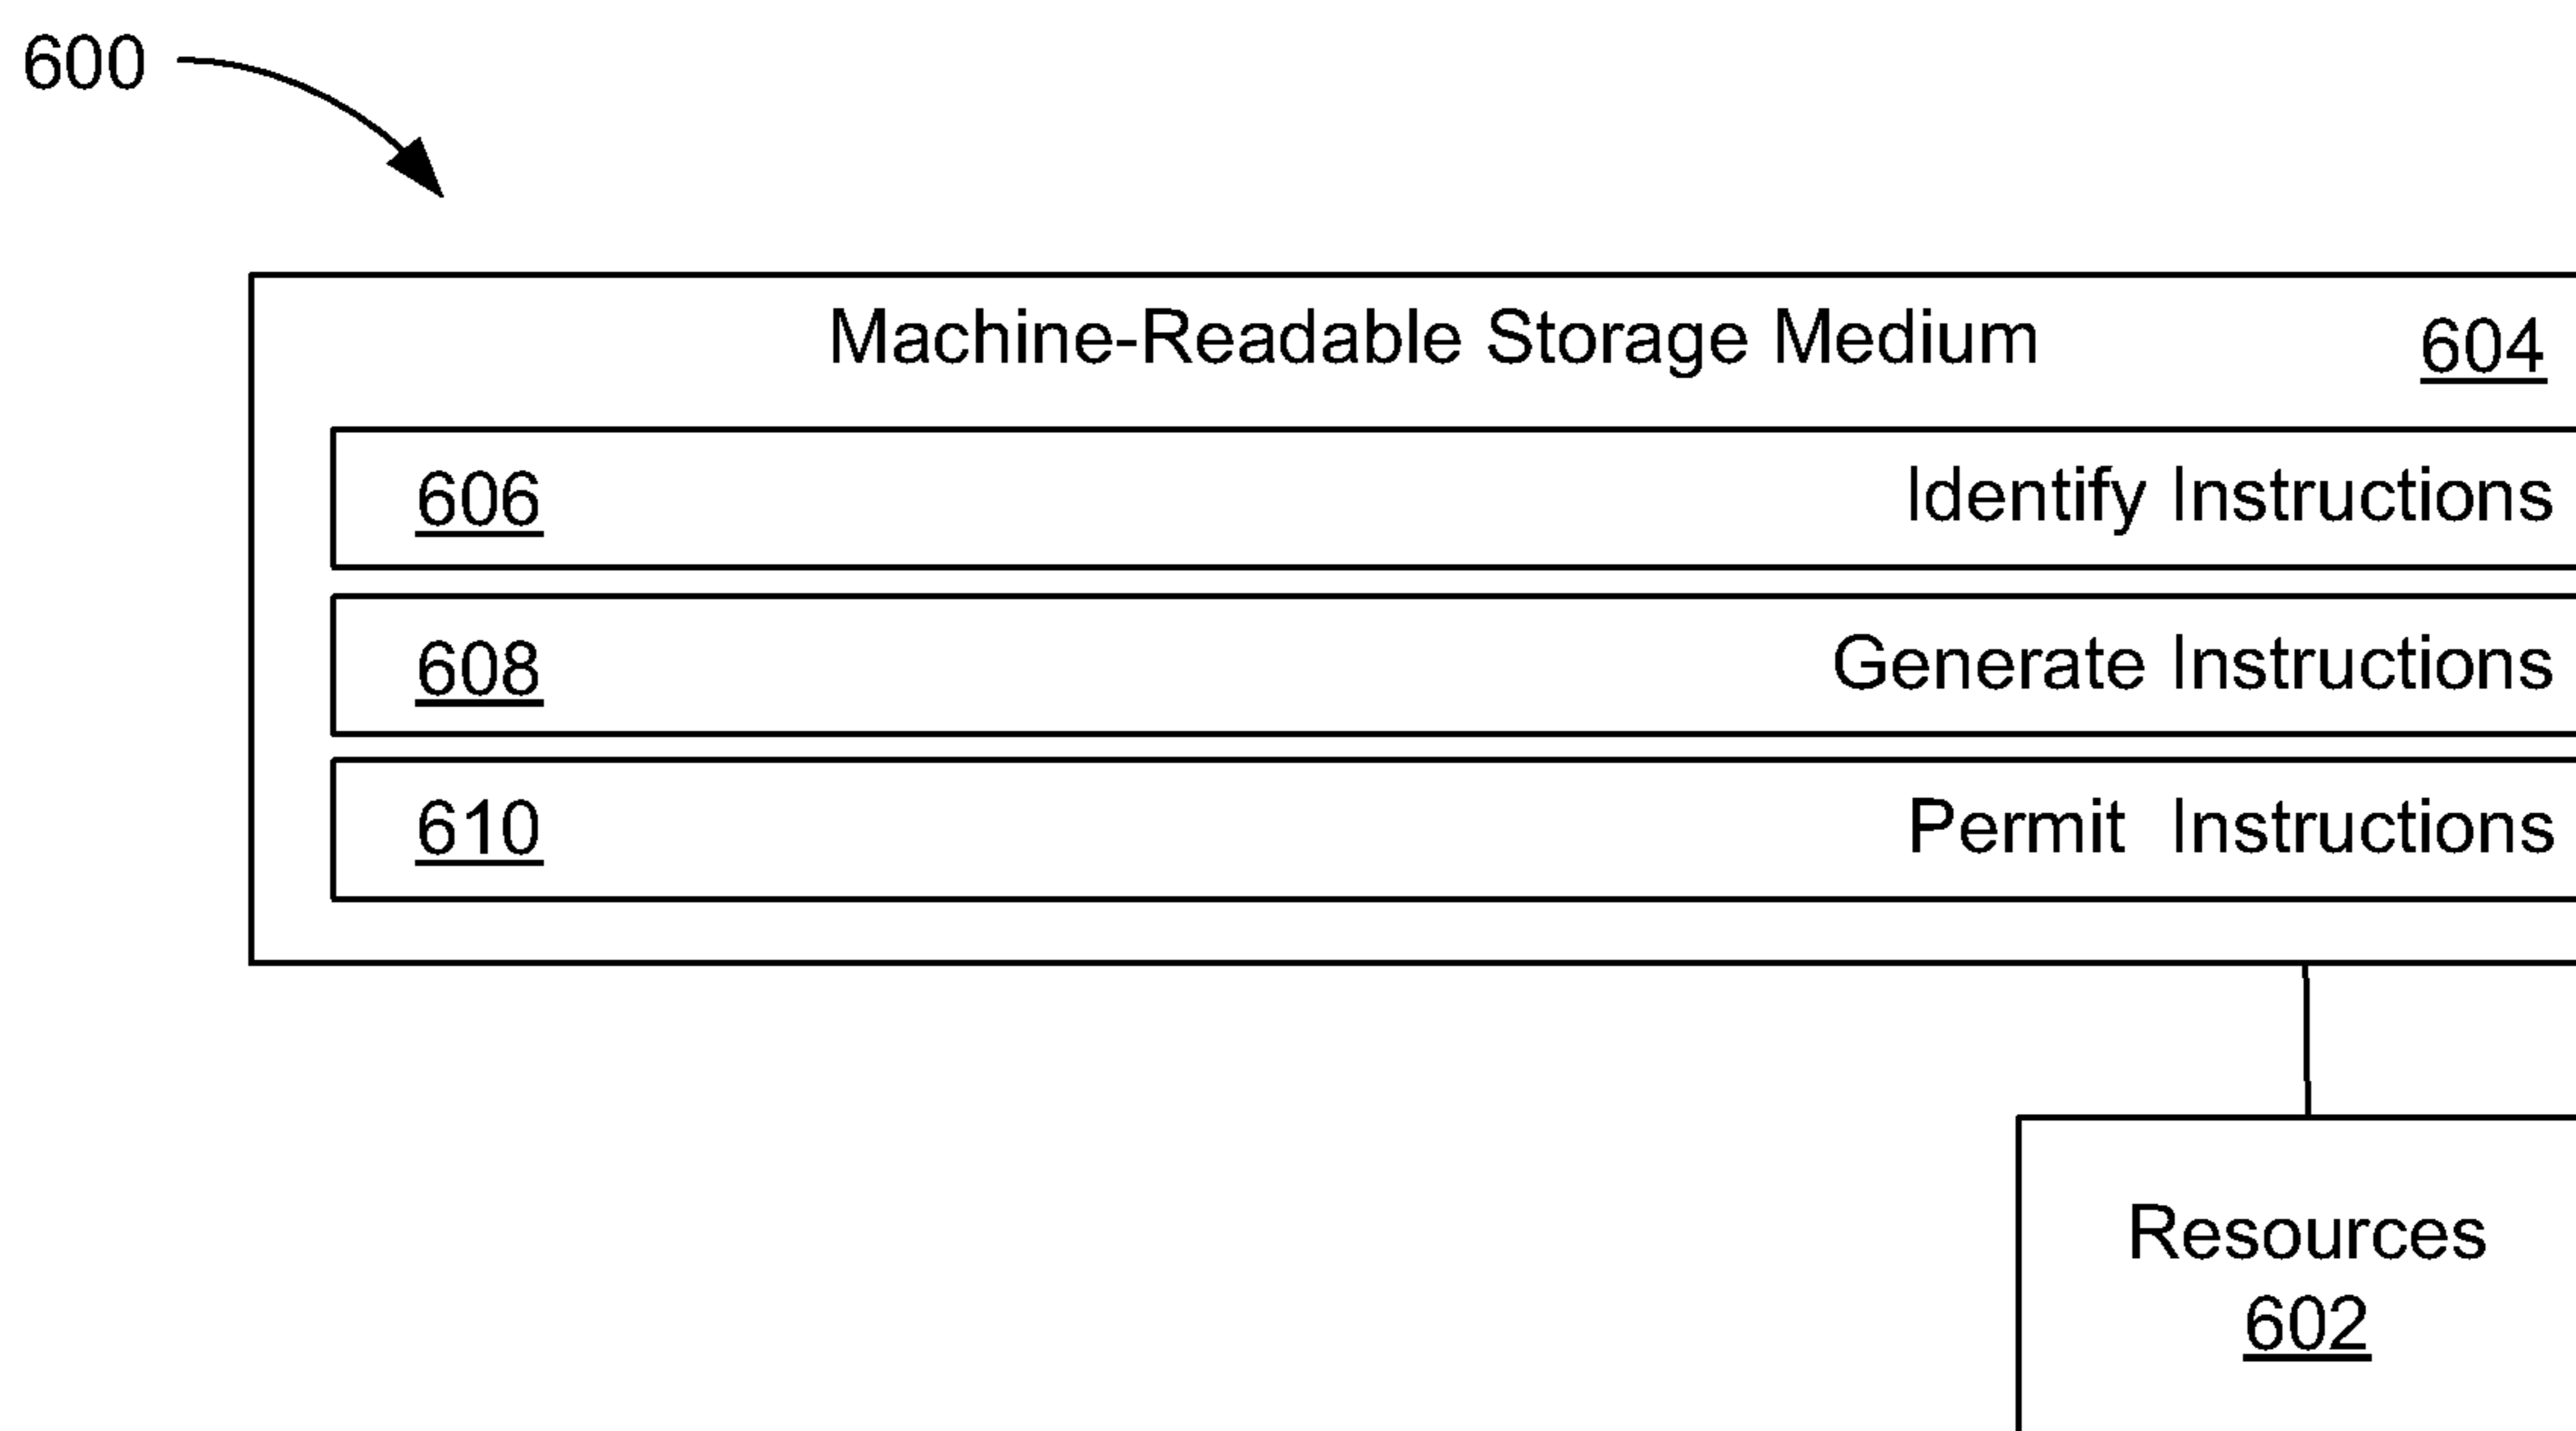 600
Machine-Readable Storage Medium 604
606 Identify Instructions
608 Generate Instructions
610 Permit Instructions
Resources
602